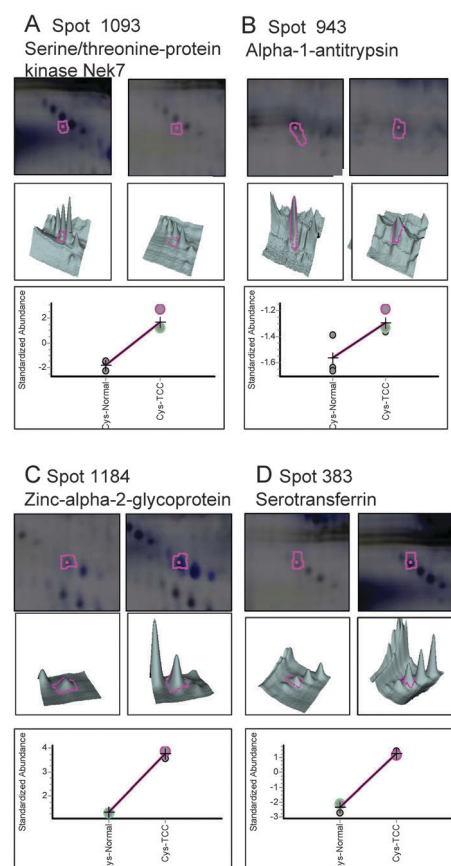 A Spot 1093
Serine/threonine-protein
kinase Nek7
Standardized Abundance
2
0
-2
Cys-Normal
Cys-TCC
B Spot 943
Alpha-1-antitrypsin
Standardized Abundance
-1.2
-1.4
-1.6
Cys-Normal
Cys-TCC
C Spot 1184
Zinc-alpha-2-glycoprotein
Standardized Abundance
4
3
2
ys-Normal
Cys-TCC
D Spot 383
Serotransferrin
Standardized Abundance
2
1
0
-1
-2
-3
Cys-Normal
Cys-TCC